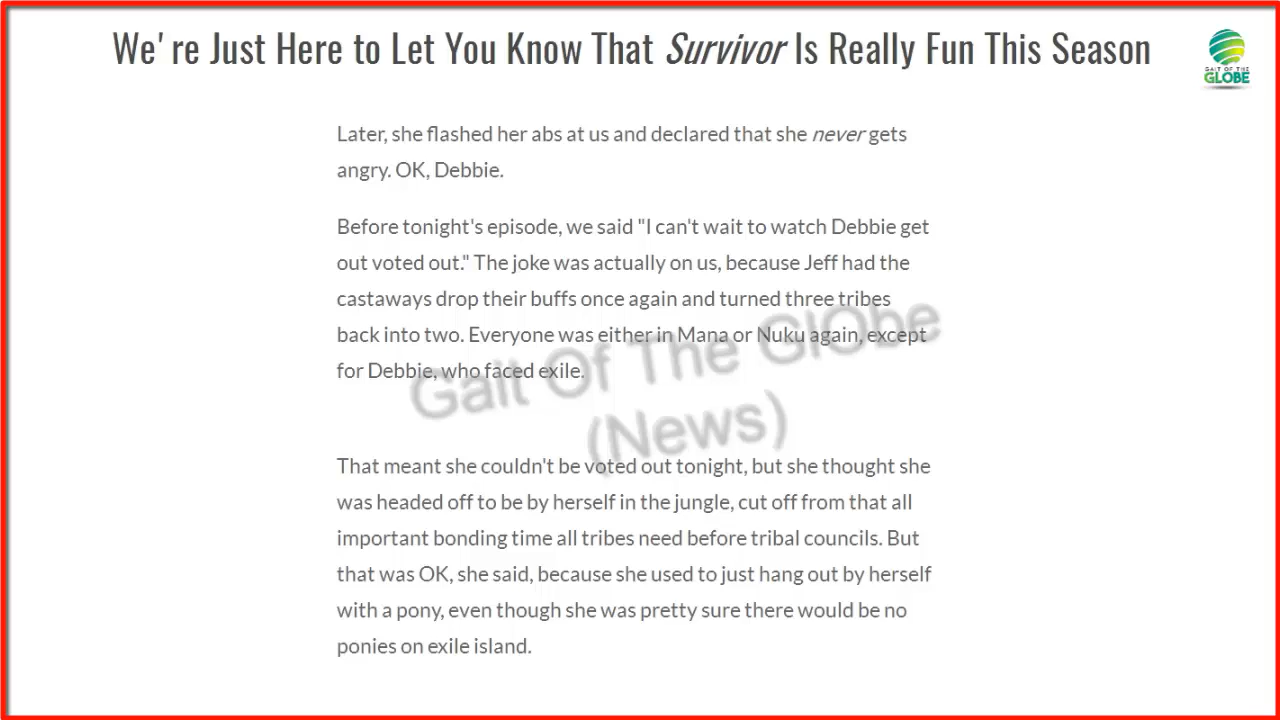 We're Just Here to Let You Know That Survivor Is Really Fun This Season
GAIT OF THE
GLOBE
Later, she flashed her abs at us and declared that she never gets
angry. OK, Debbie.
Before tonight's episode, we said "I can't wait to watch Debbie get
out voted out." The joke was actually on us, because Jeff had the
castaways drop their buffs once again and turned three tribes
back into two. Everyone was either in Mana or Nuku again, except
for Debbie, who faced exile.
Gait Of The GlObe
(News)
That meant she couldn't be voted out tonight, but she thought she
was headed off to be by herself in the jungle, cut off from that all
important bonding time all tribes need before tribal councils. But
that was OK, she said, because she used to just hang out by herself
with a pony, even though she was pretty sure there would be no
ponies on exile island.